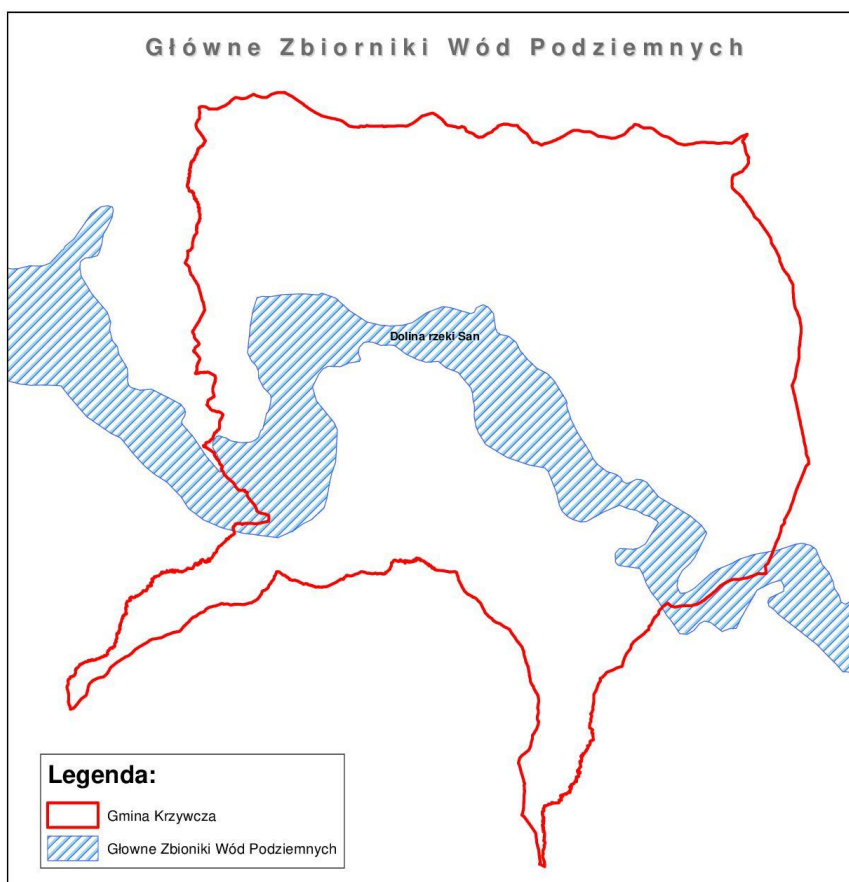 Główne Zbiorniki Wód Podziemnych
Dolina rzeki San
Legenda:
Gmina Krzywcza
Głowne Zbioniki Wód Podziemnych